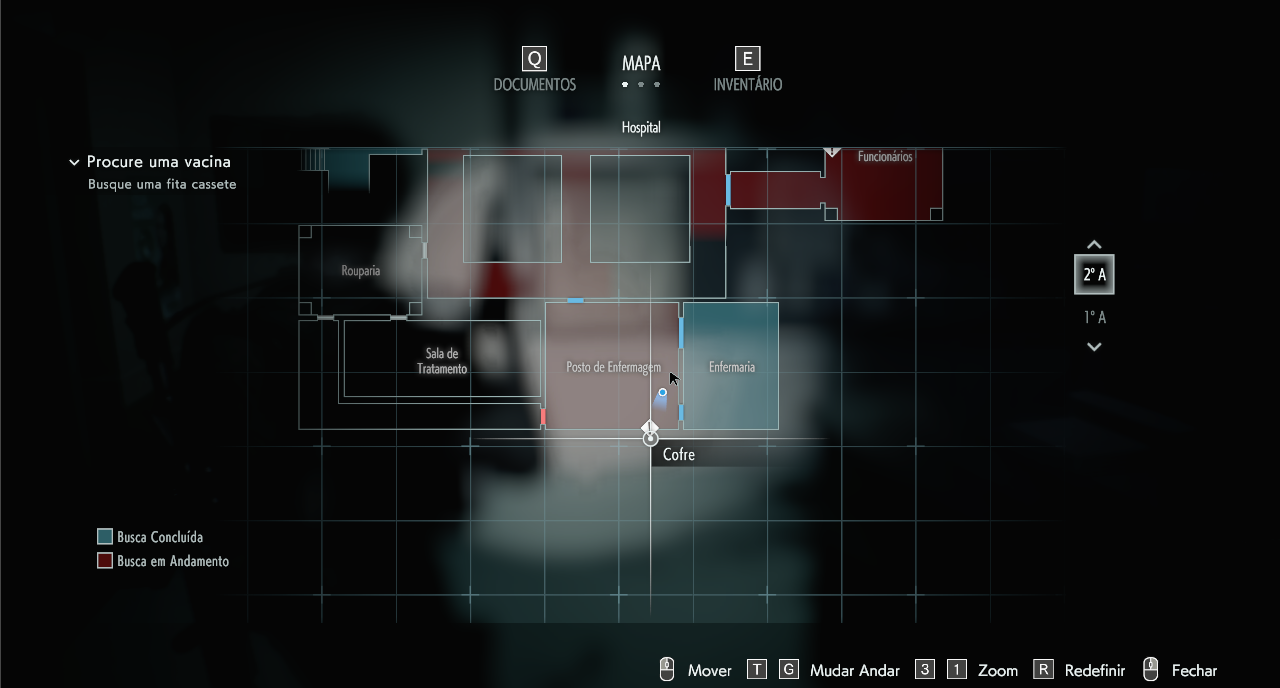 Q
MAPA
E
DOCUMENTOS
INVENTÁRIO
Hospital
Procure uma vacina
Busque uma fita cassete
Funcionários
Rouparia
2º A
1º A
Sala de
Tratamento
Posto de Enfermagem
Enfermaria
!
Cofre
Busca Concluída
Busca em Andamento
Mover
T G Mudar Andar
3 1 Zoom
R Redefinir
Fechar